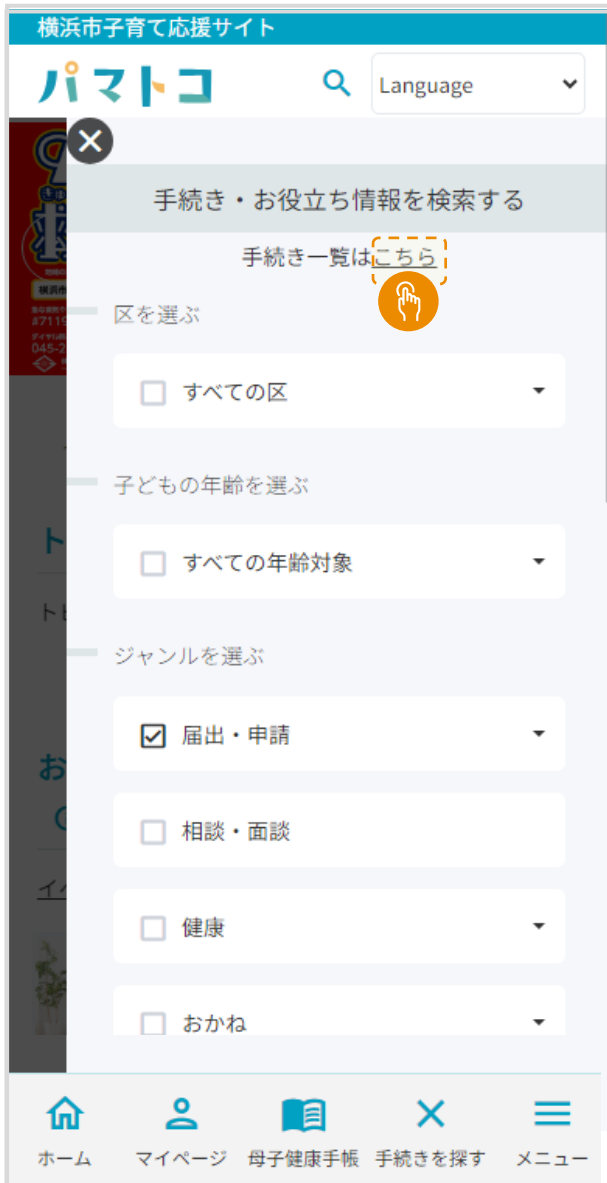 横浜市子育て応援サイト
パマトコ
Language
手続き・お役立ち情報を検索する
手続き一覧はこちら
区を選ぶ
すべての区
子どもの年齢を選ぶ
すべての年齢対象
ジャンルを選ぶ
届出・申請
相談・面談
健康
おかね
#7119
045-2
ト
お
ホーム
マイページ
母子健康手帳
手続きを探す
メニュー